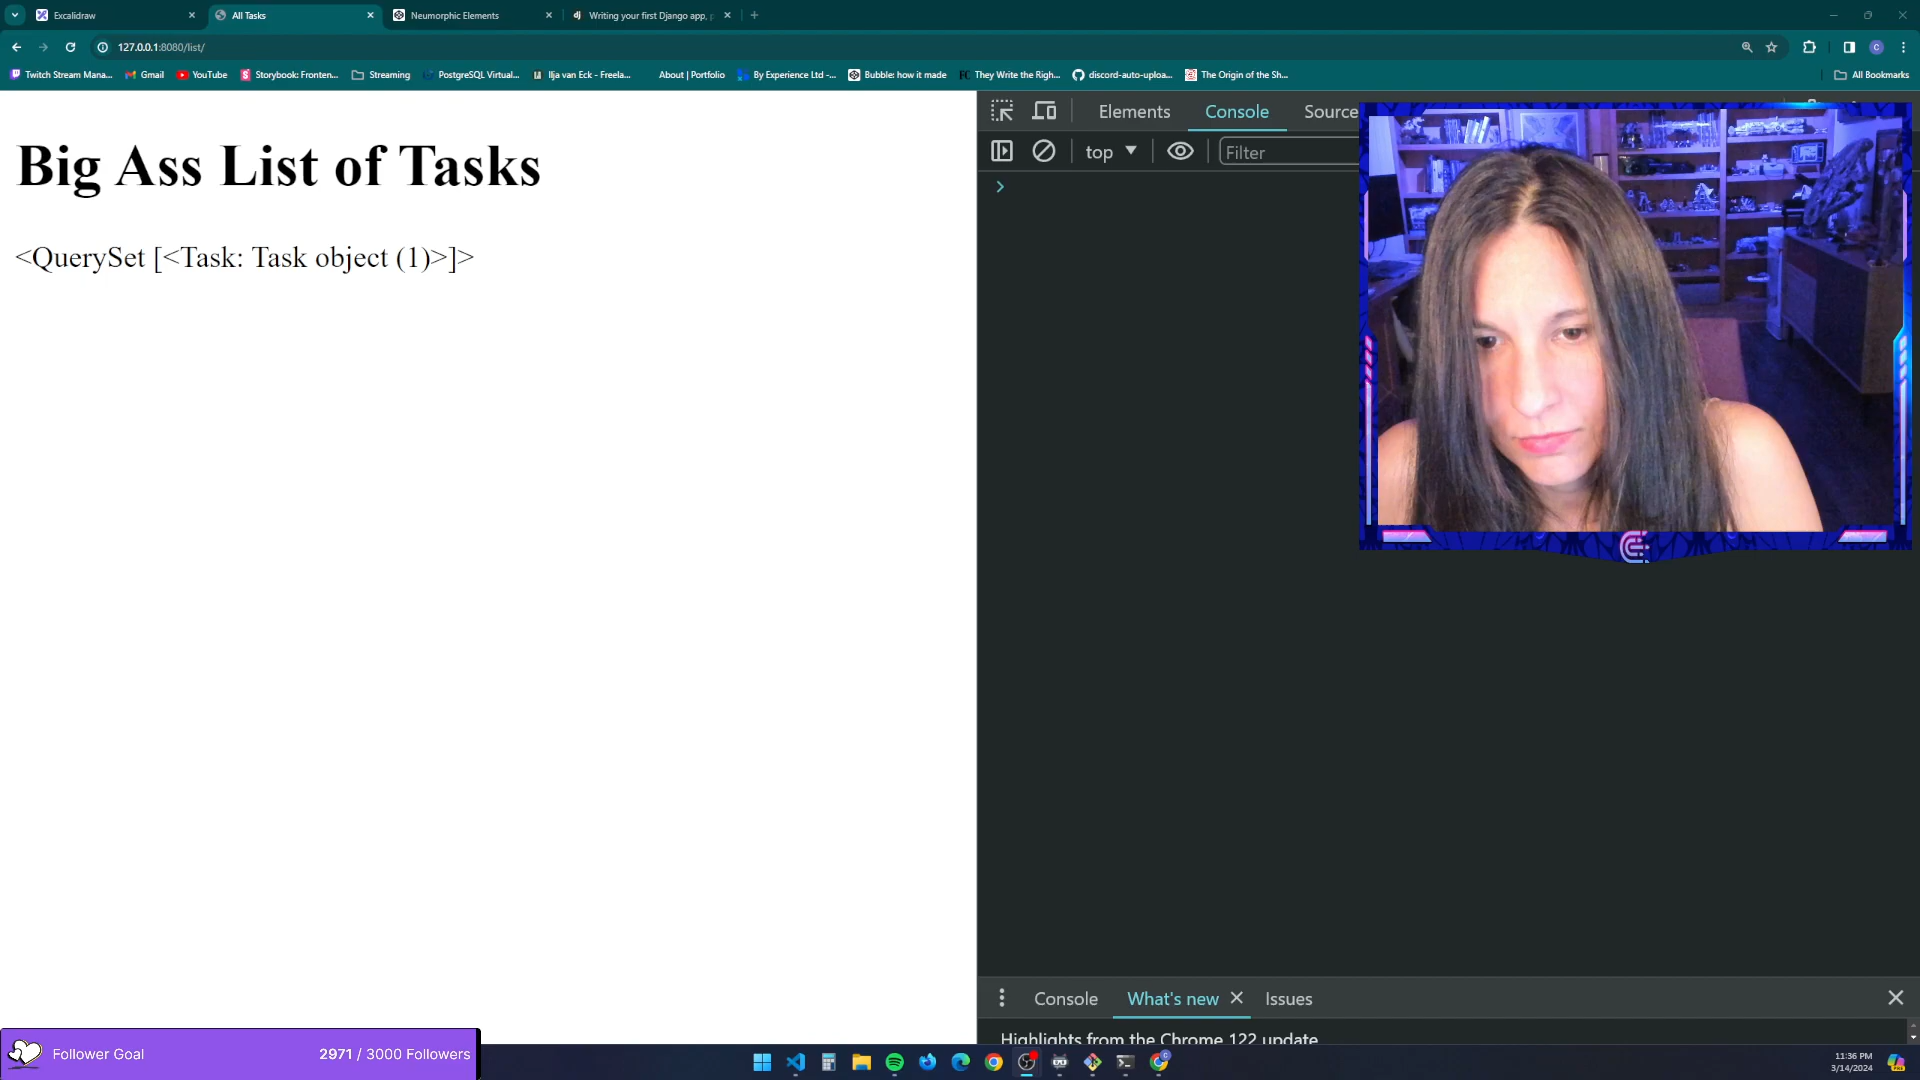 Excalidraw
All Tasks
Neumorphic Elements
Writing your first Django app,
127.0.0.1:8080/list/
Twitch Stream Mana...
Gmail
YouTube
Storybook: Fronten...
Streaming
PostgreSQL Virtual...
Ilja van Eck - Freela...
About | Portfolio
By Experience Ltd -...
Bubble: how it made
They Write the Righ...
discord-auto-uploa...
The Origin of the Sh...
All Bookmarks
Big Ass List of Tasks
<QuerySet [<Task: Task object (1)>]>
Elements
Console
Source
top
Filter
Console
What's new
Issues
Highlights from the Chrome 122 update
Follower Goal
2971 / 3000 Followers
11:36 PM
3/14/2024